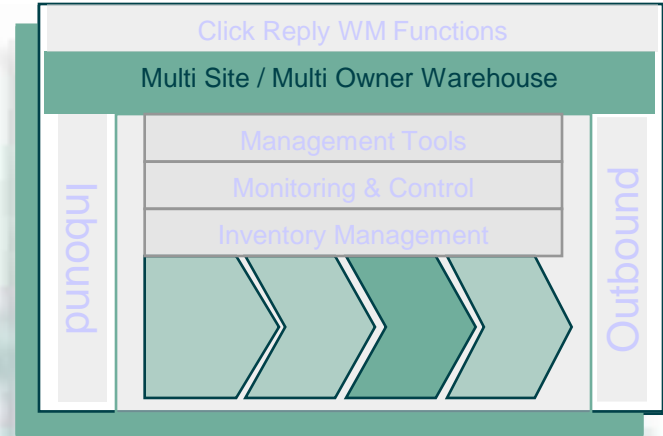 Click Reply WM Functions
Multi Site / Multi Owner Warehouse
Inbound
Management Tools
Monitoring & Control
Inventory Management
Outbound